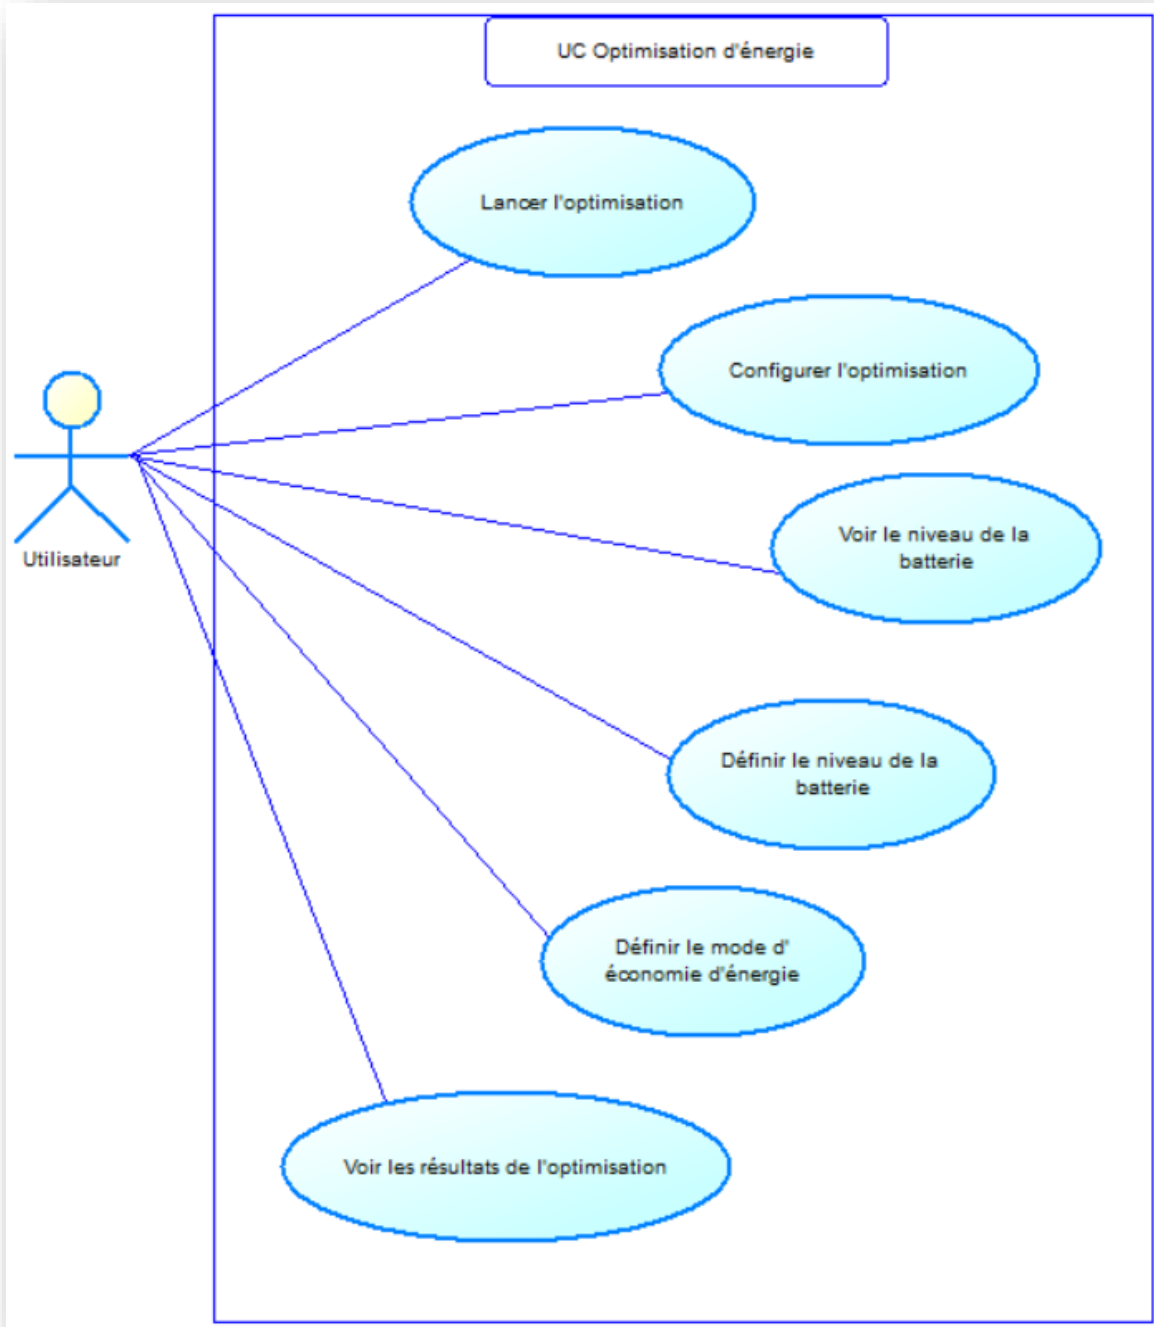 UC Optimisation d'énergie
Lancer l'optimisation
Configurer l'optimisation
Voir le niveau de la
batterie
Utilisateur
Définir le niveau de la
batterie
Définir le mode d'
économie d'énergie
Voir les résultats de l'optimisation